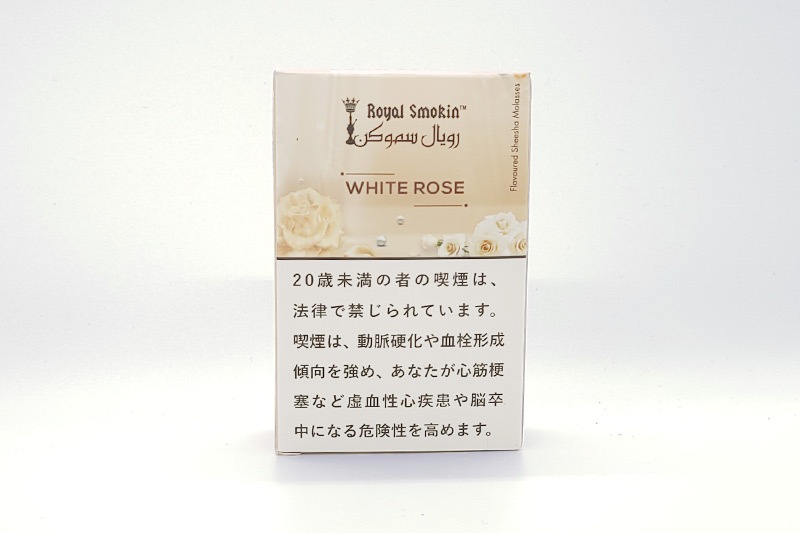 Royal Smokin™
رويال سموكن
WHITE ROSE
Flavoured Sheesha Molasses
20歳未満の者の喫煙は、
法律で禁じられています。
喫煙は、動脈硬化や血栓形成
傾向を強め、あなたが心筋梗
塞など虚血性心疾患や脳卒
中になる危険性を高めます。